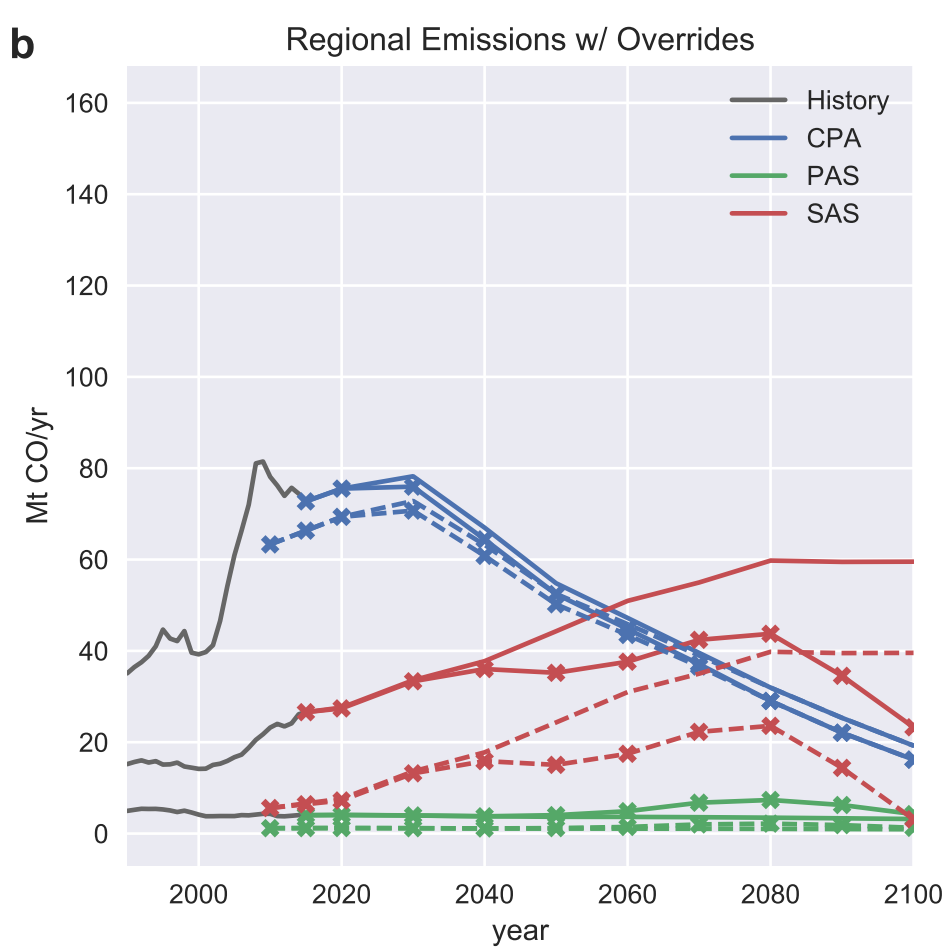 b
Regional Emissions w/ Overrides
History
CPA
PAS
SAS
160
140
120
100
80
60
40
20
0
Mt CO/yr
2000 2020 2040 2060 2080 2100
year